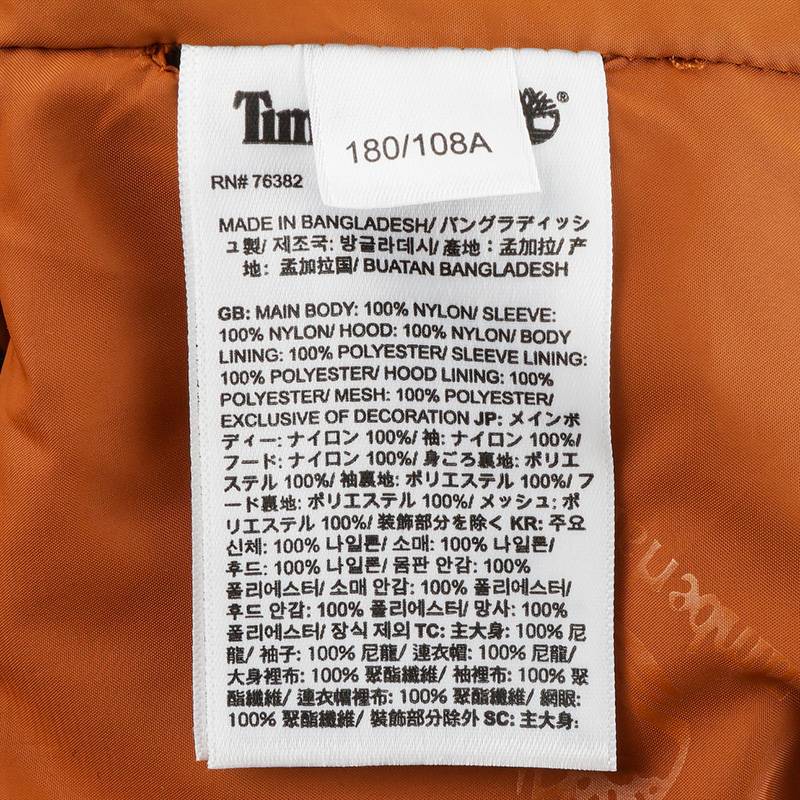 Tim
®
180/108A
RN# 76382
MADE IN BANGLADESH/ バングラディッシ
ュ製/ 제조국: 방글라데시/ 產地：孟加拉/ 产
地：孟加拉国/ BUATAN BANGLADESH
GB: MAIN BODY: 100% NYLON/ SLEEVE:
100% NYLON/ HOOD: 100% NYLON/ BODY
LINING: 100% POLYESTER/ SLEEVE LINING:
100% POLYESTER/ HOOD LINING: 100%
POLYESTER/ MESH: 100% POLYESTER/
EXCLUSIVE OF DECORATION JP: メインボ
ディー: ナイロン 100%/ 袖: ナイロン 100%/
フード: ナイロン 100%/ 身ごろ裏地: ポリエ
ステル 100%/ 袖裏地: ポリエステル 100%/ フ
ード裏地: ポリエステル 100%/ メッシュ: ポ
リエステル 100%/ 装飾部分を除く KR: 주요
신체: 100% 나일론/ 소매: 100% 나일론/
후드: 100% 나일론/ 몸판 안감: 100%
폴리에스터/ 소매 안감: 100% 폴리에스터/
후드 안감: 100% 폴리에스터/ 망사: 100%
폴리에스터/ 장식 제외 TC: 主大身: 100% 尼
龍/ 袖子: 100% 尼龍/ 連衣帽: 100% 尼龍/
大身裡布: 100% 聚酯纖維/ 袖裡布: 100% 聚
酯纖維/ 連衣帽裡布: 100% 聚酯纖維/ 網眼:
100% 聚酯纖維/ 裝飾部分除外 SC: 主大身: